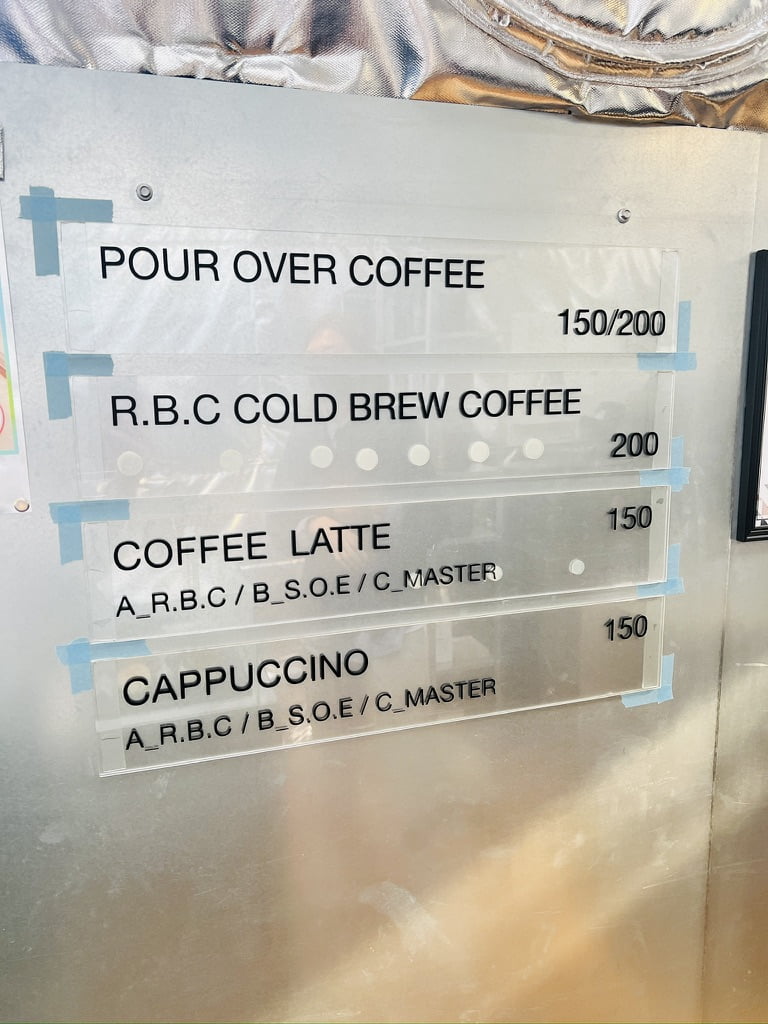 POUR OVER COFFEE
150/200
R.B.C COLD BREW COFFEE
200
COFFEE LATTE
150
A_R.B.C / B_S.O.E / C_MASTER
CAPPUCCINO
150
A_R.B.C / B_S.O.E / C_MASTER